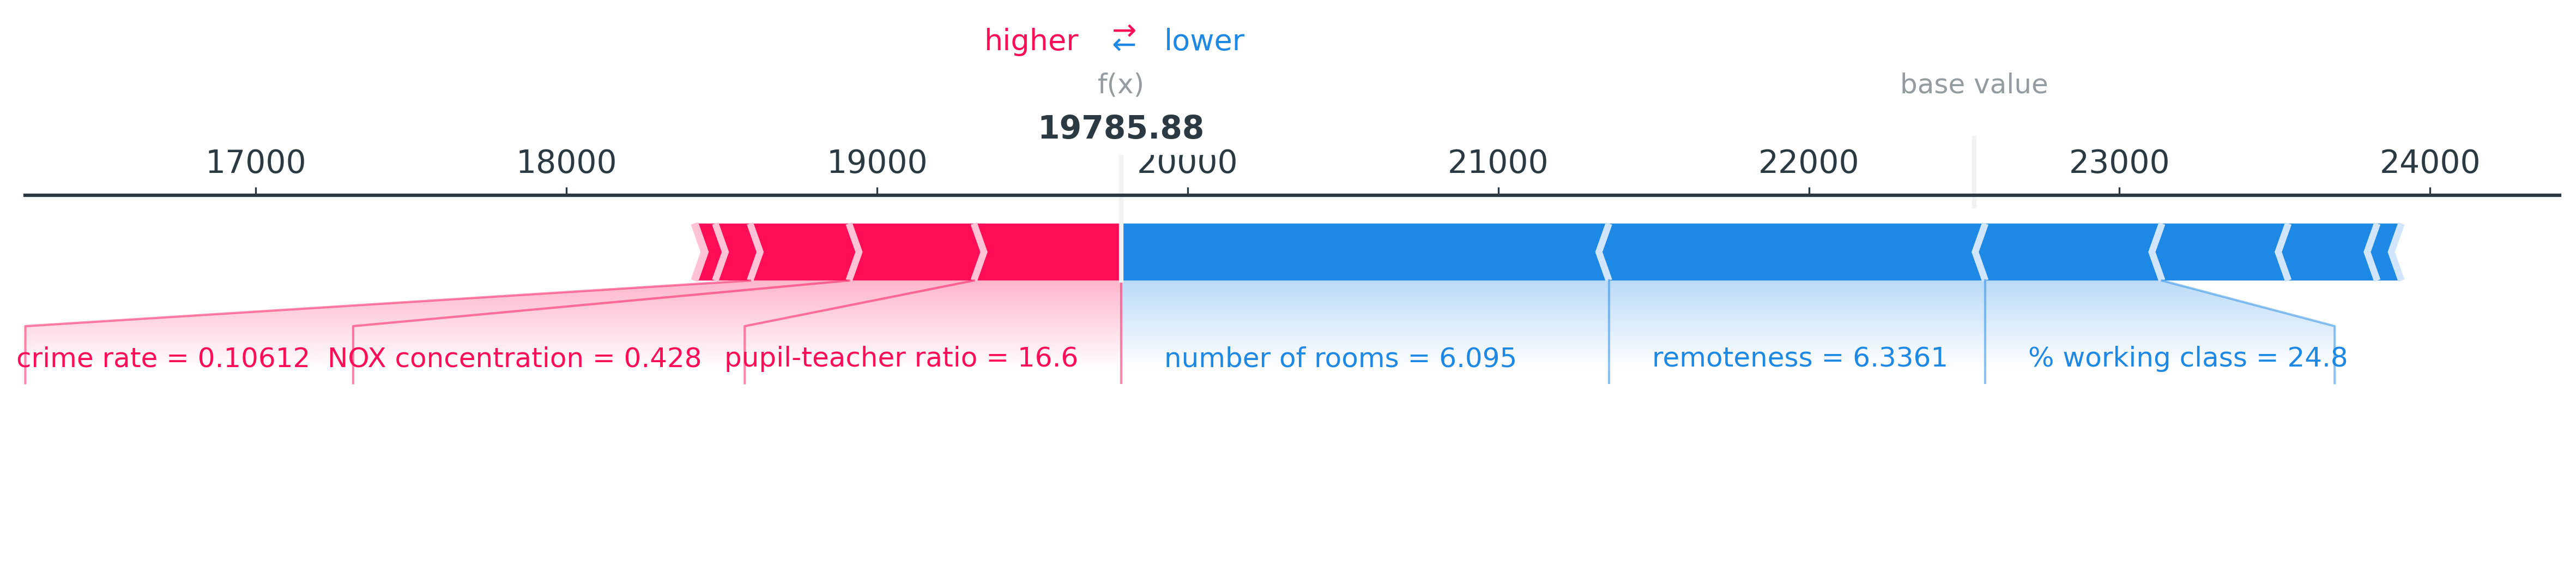 higher ⇄ lower
f(x) base value
19785.88
17000 18000 19000 20000 21000 22000 23000 24000
crime rate = 0.10612 NOX concentration = 0.428 pupil-teacher ratio = 16.6 number of rooms = 6.095 remoteness = 6.3361 % working class = 24.8